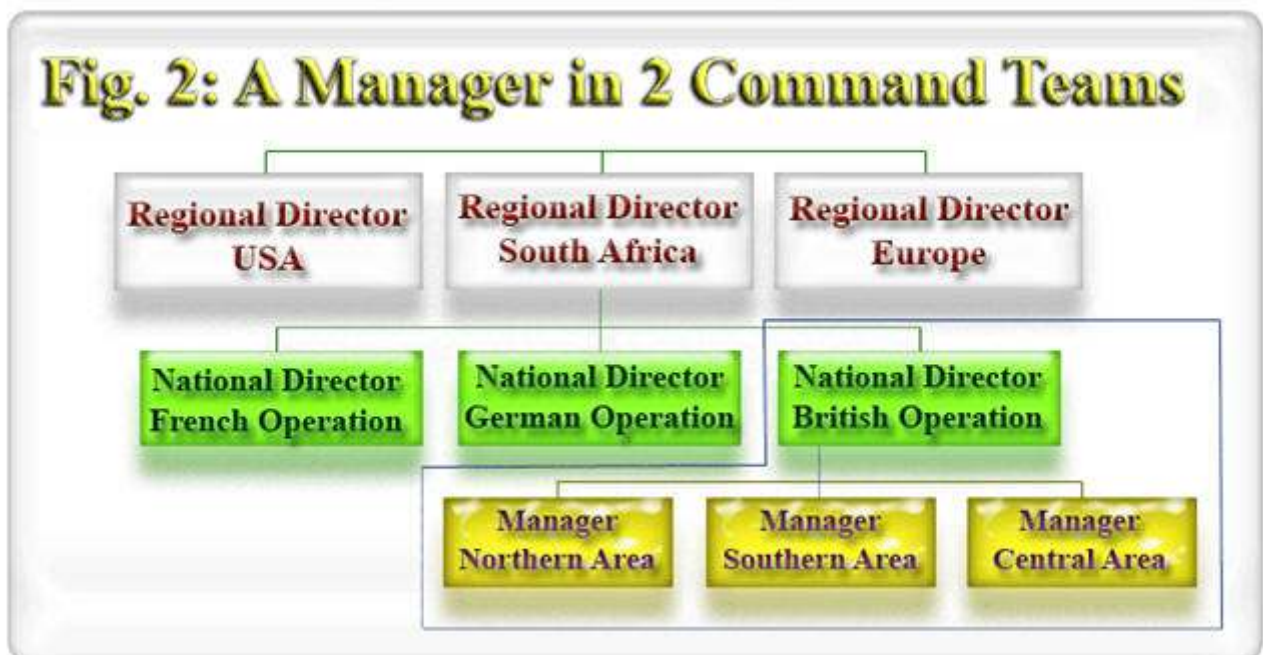 Fig. 2: A Manager in 2 Command Teams
Regional Director
USA
Regional Director
South Africa
Regional Director
Europe
National Director
French Operation
National Director
German Operation
National Director
British Operation
Manager
Northern Area
Manager
Southern Area
Manager
Central Area